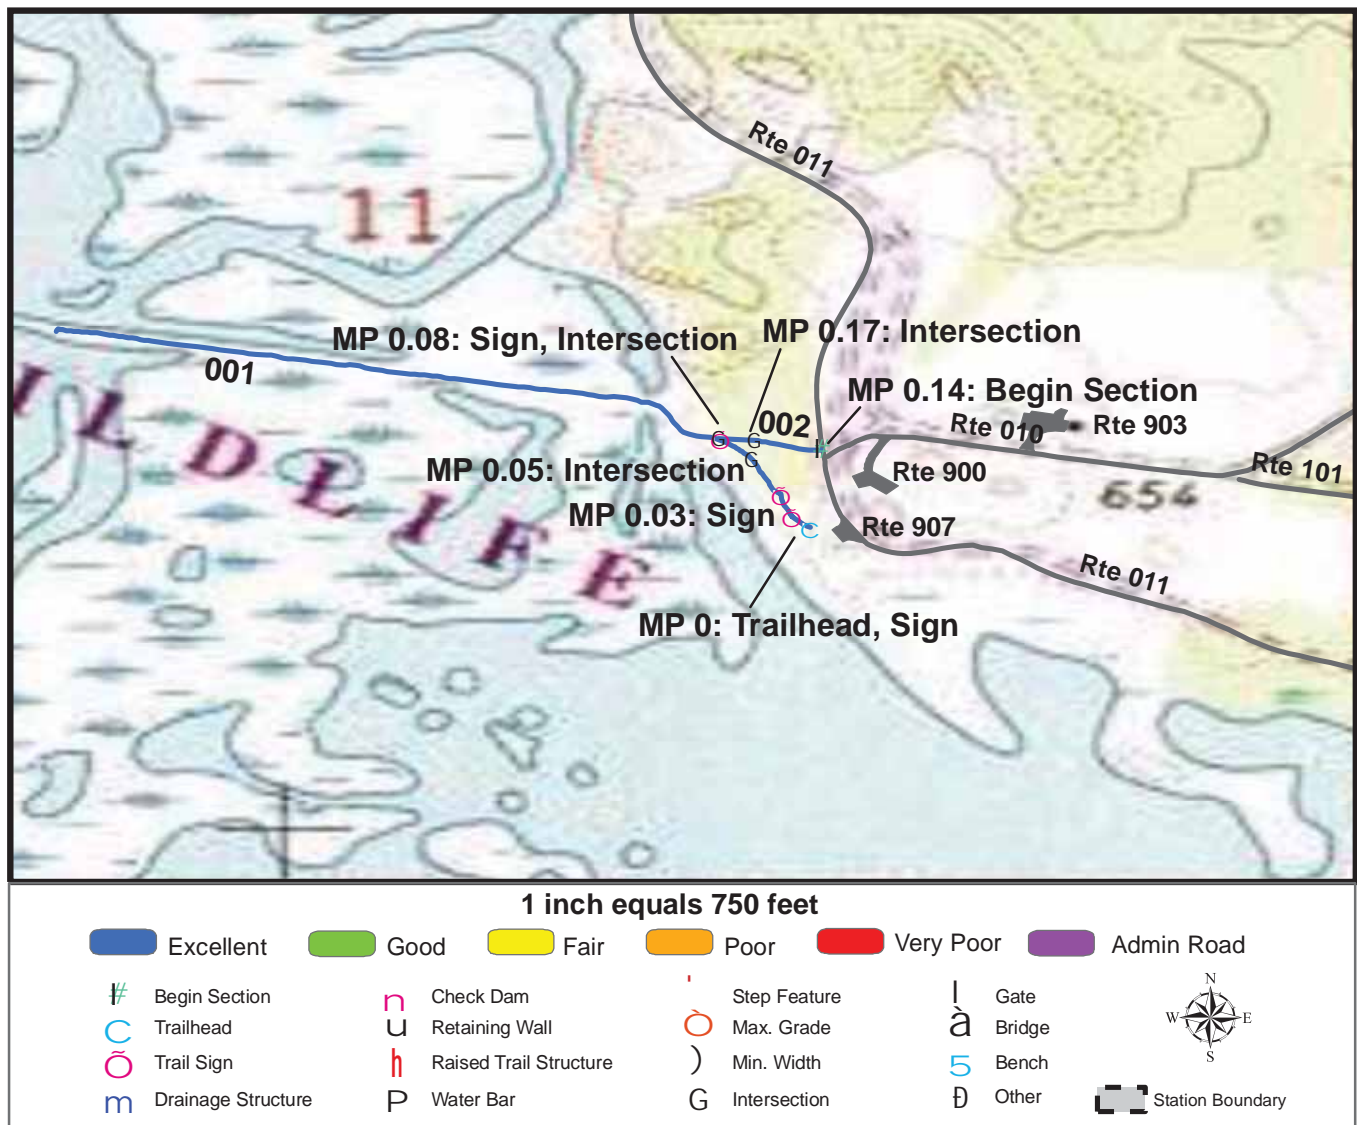 Rte 011
11
MP 0.08: Sign, Intersection
MP 0.17: Intersection
001
MP 0.14: Begin Section
002
Rte 010
Rte 903
ILDLIFE
G
G
MP 0.05: Intersection
G
Rte 900
Rte 101
654
MP 0.03: Sign
Õ
Õ
C
Rte 907
Rte 011
MP 0: Trailhead, Sign
1 inch equals 750 feet
Excellent
Good
Fair
Poor
Very Poor
Admin Road
# Begin Section
n Check Dam
' Step Feature
l Gate
C Trailhead
u Retaining Wall
Ò Max. Grade
à Bridge
Õ Trail Sign
h Raised Trail Structure
) Min. Width
5 Bench
m Drainage Structure
P Water Bar
G Intersection
Ð Other
Station Boundary
N
W
E
S